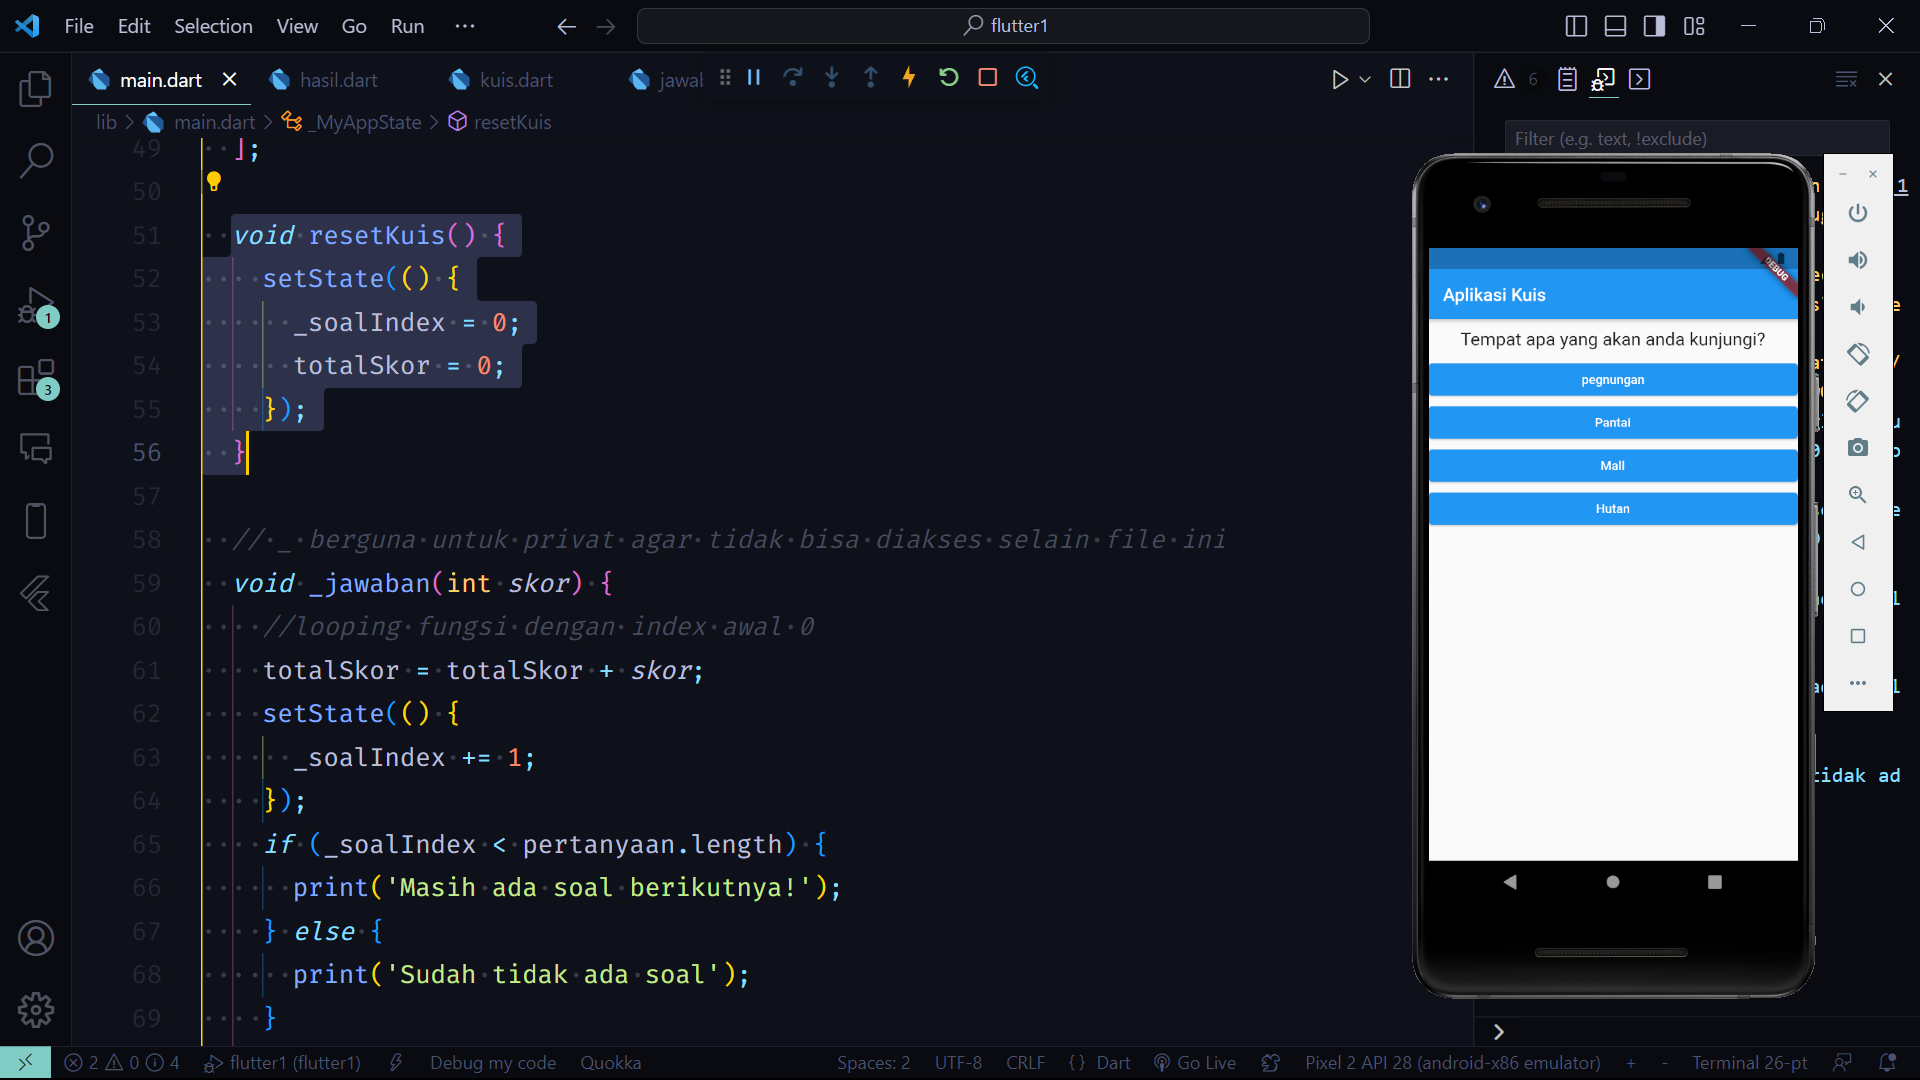 File Edit Selection View Go Run ··· flutter1
main.dart hasil.dart kuis.dart jawab
lib > main.dart > _MyAppState > resetKuis
49 ];
50
51 void resetKuis() {
52 setState(() {
53 _soalIndex = 0;
54 totalSkor = 0;
55 });
56 }
57
58 // _ berguna untuk privat agar tidak bisa diakses selain file ini
59 void _jawaban(int skor) {
60 //looping fungsi dengan index awal 0
61 totalSkor = totalSkor + skor;
62 setState(() {
63 _soalIndex += 1;
64 });
65 if (_soalIndex < pertanyaan.length) {
66 print('Masih ada soal berikutnya!');
67 } else {
68 print('Sudah tidak ada soal');
69 }
1
3
6
Filter (e.g. text, !exclude)
DEBUG
Aplikasi Kuis
Tempat apa yang akan anda kunjungi?
pegnungan
Pantai
Mall
Hutan
tidak ad
2 0 4 flutter1 (flutter1) Debug my code Quokka Spaces: 2 UTF-8 CRLF {} Dart Go Live Pixel 2 API 28 (android-x86 emulator) + - Terminal 26-pt